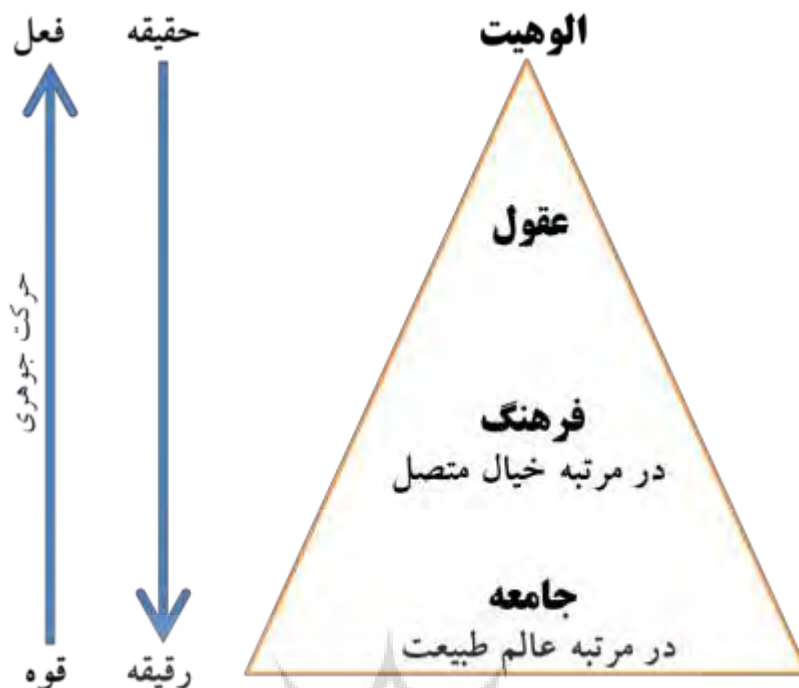 الوهیت
حقیقه
فعل
عقول
حرکت جوهری
فرهنگ
در مرتبه خیال متصل
جامعه
در مرتبه عالم طبیعت
رقیقه
قوه